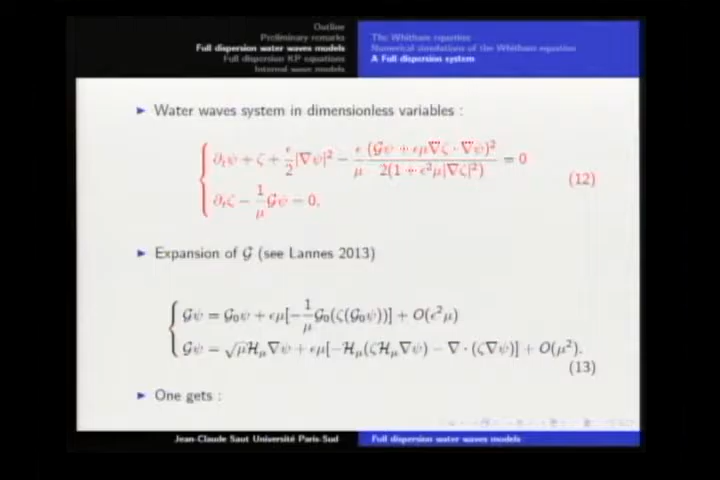 Outline
Preliminary remarks
Full dispersion water waves models
Full dispersion KP equations
Internal wave models
The Whitham equation
Numerical simulations of the Whitham equation
A Full dispersion system
▶ Water waves system in dimensionless variables :
∂ₜψ + ζ + ϵ/2 |∇ψ|² − ϵ/μ (𝒢ψ + ϵμ∇ζ · ∇ψ)² / 2(1 + ϵ²μ|∇ζ|²) = 0
(12)
∂ₜζ − 1/μ 𝒢ψ = 0,
▶ Expansion of 𝒢 (see Lannes 2013)
𝒢ψ = 𝒢₀ψ + ϵμ[−1/μ 𝒢₀(ζ(𝒢₀ψ))] + O(ϵ²μ)
𝒢ψ = √μℋ_μ∇ψ + ϵμ[−ℋ_μ(ζℋ_μ∇ψ) − ∇ · (ζ∇ψ)] + O(μ²).
(13)
▶ One gets :
Jean-Claude Saut Université Paris-Sud
Full dispersion water waves models